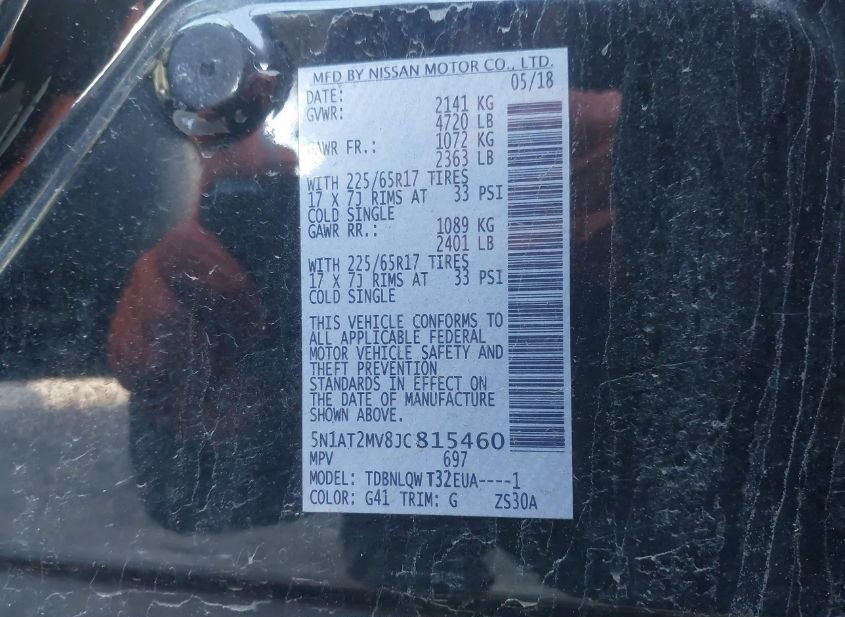 MFD BY NISSAN MOTOR CO., LTD.
DATE: 05/18
GVWR: 2141 KG
4720 LB
GAWR FR.: 1072 KG
2363 LB
WITH 225/65R17 TIRES
17 X 7J RIMS AT 33 PSI
COLD SINGLE
GAWR RR.: 1089 KG
2401 LB
WITH 225/65R17 TIRES
17 X 7J RIMS AT 33 PSI
COLD SINGLE
THIS VEHICLE CONFORMS TO
ALL APPLICABLE FEDERAL
MOTOR VEHICLE SAFETY AND
THEFT PREVENTION
STANDARDS IN EFFECT ON
THE DATE OF MANUFACTURE
SHOWN ABOVE.
5N1AT2MV8JC815460
MPV 697
MODEL: TDBNLQW T32EUA----1
COLOR: G41 TRIM: G ZS30A